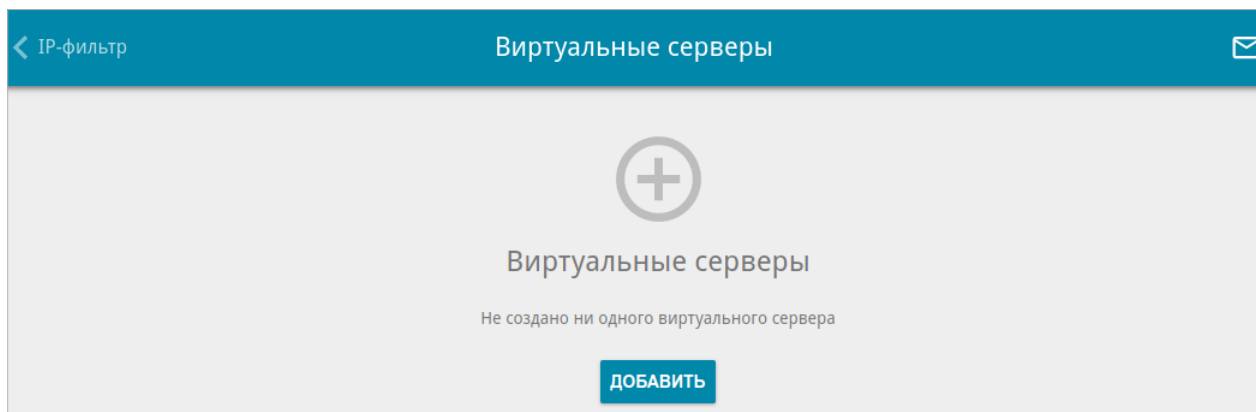 IP-фильтр
Виртуальные серверы
Виртуальные серверы
Не создано ни одного виртуального сервера
ДОБАВИТЬ